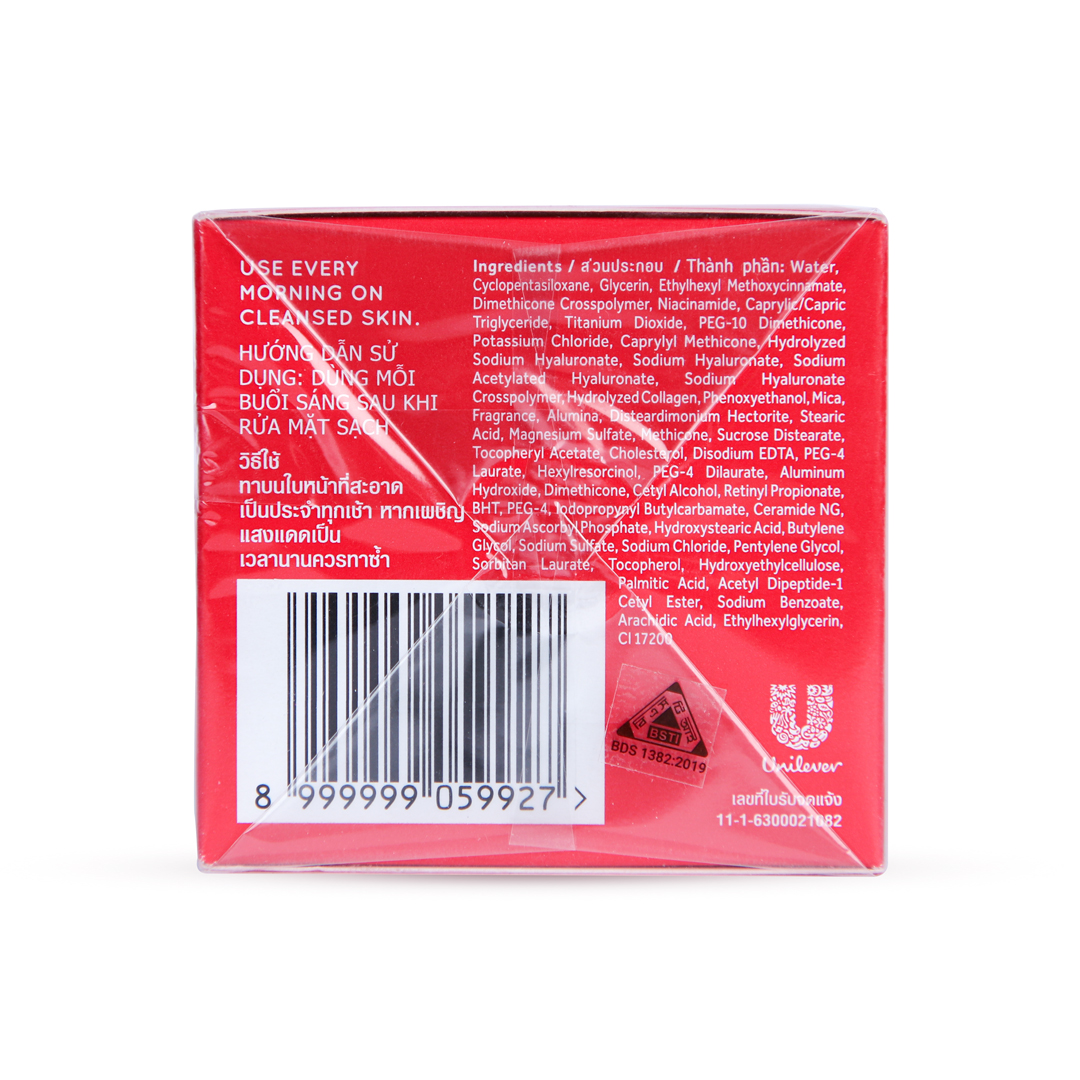 USE EVERY
MORNING ON
CLEANSED SKIN.
HƯỚNG DẪN SỬ
DỤNG: DÙNG MỖI
BUỔI SÁNG SAU KHI
RỬA MẶT SẠCH
วิธีใช้
ทาบนใบหน้าที่สะอาด
เป็นประจำทุกเช้า หากเผชิญ
แสงแดดเป็น
เวลานานควรทาซ้ำ
Ingredients / ส่วนประกอบ / Thành phần: Water,
Cyclopentasiloxane, Glycerin, Ethylhexyl Methoxycinnamate,
Dimethicone Crosspolymer, Niacinamide, Caprylic/Capric
Triglyceride, Titanium Dioxide, PEG-10 Dimethicone,
Potassium Chloride, Caprylyl Methicone, Hydrolyzed
Sodium Hyaluronate, Sodium Hyaluronate, Sodium
Acetylated Hyaluronate, Sodium Hyaluronate
Crosspolymer, Hydrolyzed Collagen, Phenoxyethanol, Mica,
Fragrance, Alumina, Disteardimonium Hectorite, Stearic
Acid, Magnesium Sulfate, Methicone, Sucrose Distearate,
Tocopheryl Acetate, Cholesterol, Disodium EDTA, PEG-4
Laurate, Hexylresorcinol, PEG-4 Dilaurate, Aluminum
Hydroxide, Dimethicone, Cetyl Alcohol, Retinyl Propionate,
BHT, PEG-4, Iodopropynyl Butylcarbamate, Ceramide NG,
Sodium Ascorbyl Phosphate, Hydroxystearic Acid, Butylene
Glycol, Sodium Sulfate, Sodium Chloride, Pentylene Glycol,
Sorbitan Laurate, Tocopherol, Hydroxyethylcellulose,
Palmitic Acid, Acetyl Dipeptide-1
Cetyl Ester, Sodium Benzoate,
Arachidic Acid, Ethylhexylglycerin,
CI 17200
8 999999 059927 >
বি এস টি আই
BSTI
BDS 1382:2019
Unilever
เลขที่ใบรับจดแจ้ง
11-1-6300021082